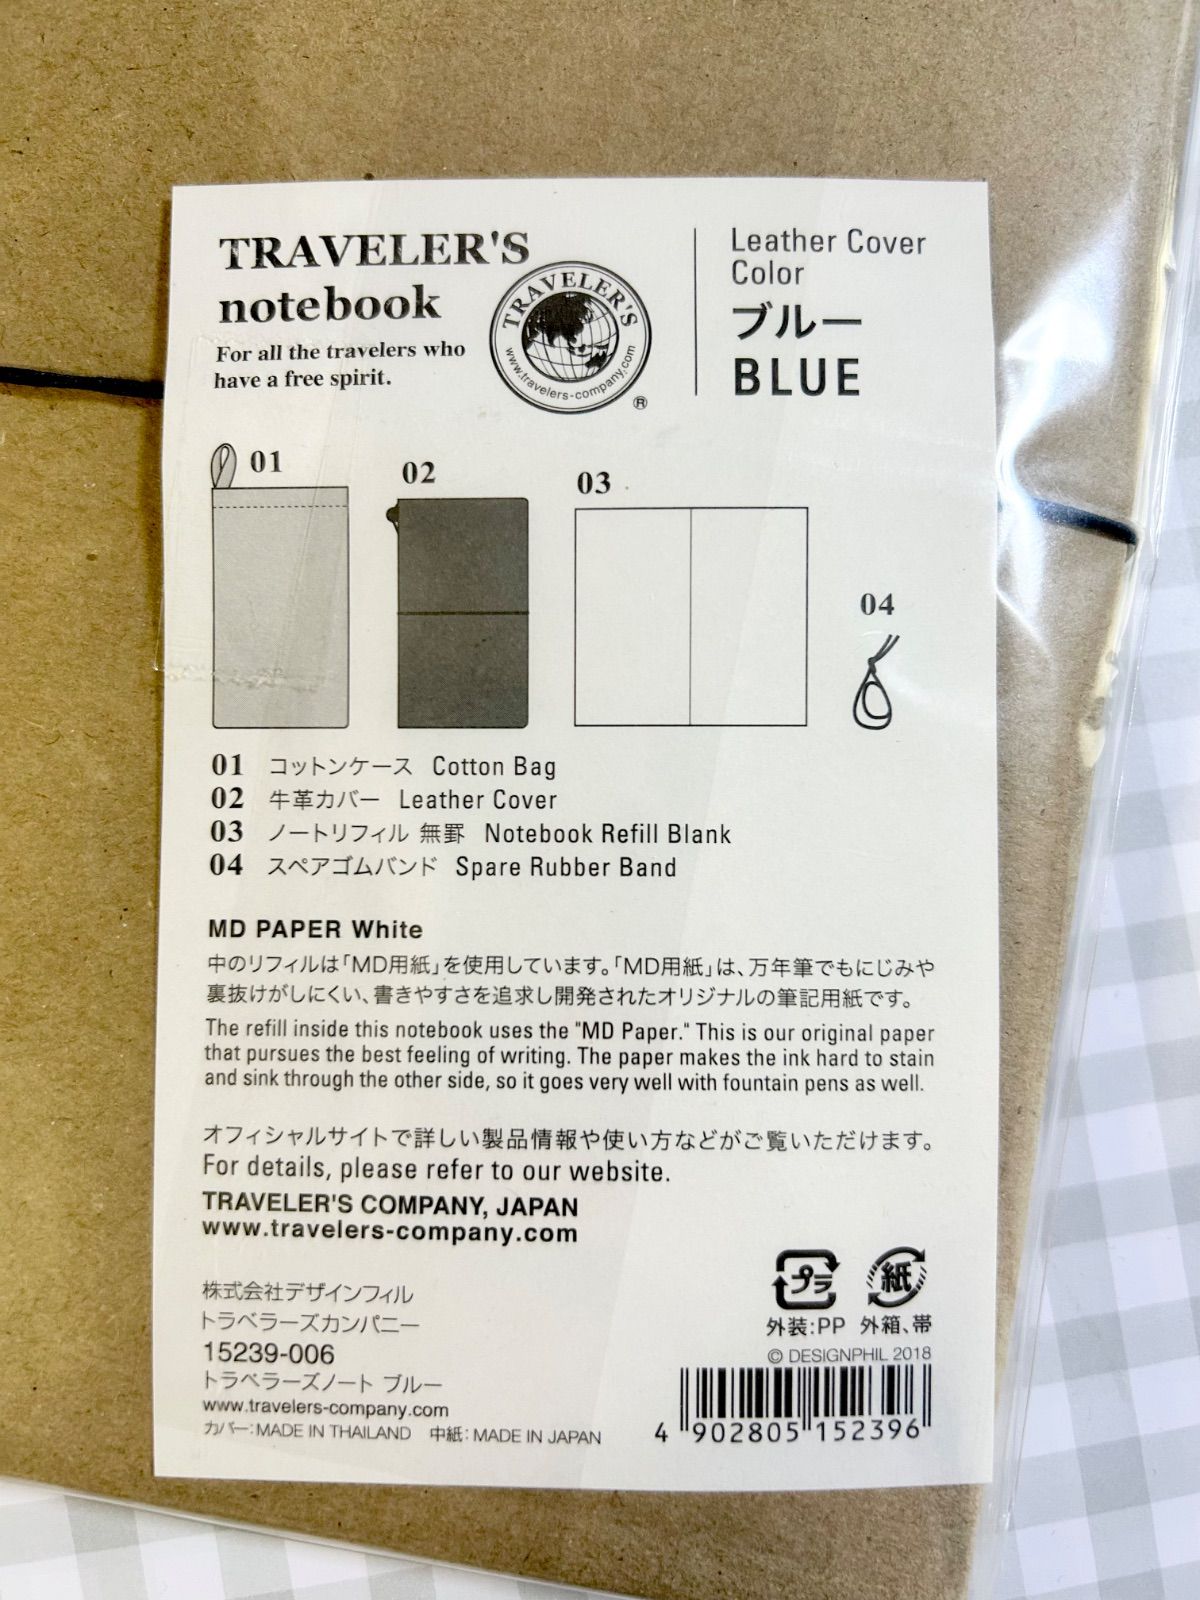 TRAVELER'S
notebook
For all the travelers who
have a free spirit.
TRAVELER'S
www.travelers-company.com
®
Leather Cover
Color
ブルー
BLUE
01
02
03
04
01 コットンケース Cotton Bag
02 牛革カバー Leather Cover
03 ノートリフィル 無罫 Notebook Refill Blank
04 スペアゴムバンド Spare Rubber Band
MD PAPER White
中のリフィルは「MD用紙」を使用しています。「MD用紙」は、万年筆でもにじみや
裏抜けがしにくい、書きやすさを追求し開発されたオリジナルの筆記用紙です。
The refill inside this notebook uses the "MD Paper." This is our original paper
that pursues the best feeling of writing. The paper makes the ink hard to stain
and sink through the other side, so it goes very well with fountain pens as well.
オフィシャルサイトで詳しい製品情報や使い方などがご覧いただけます。
For details, please refer to our website.
TRAVELER'S COMPANY, JAPAN
www.travelers-company.com
株式会社デザインフィル
トラベラーズカンパニー
15239-006
トラベラーズノート ブルー
www.travelers-company.com
カバー:MADE IN THAILAND 中紙:MADE IN JAPAN
プラ 紙
外装:PP 外箱、帯
© DESIGNPHIL 2018
4 902805 152396